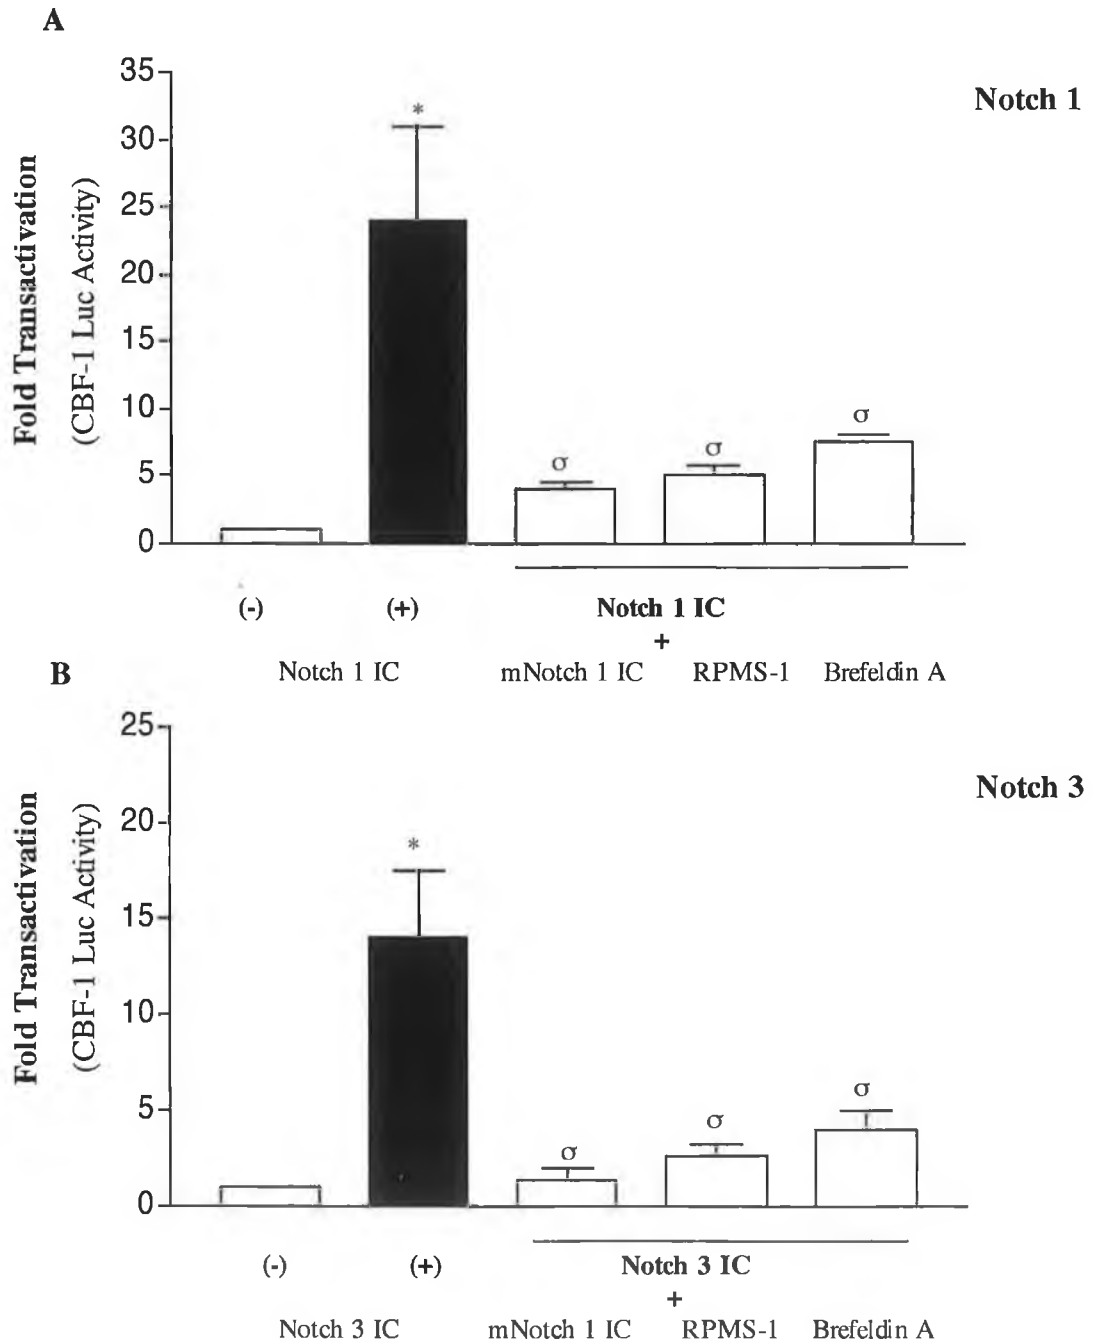 A
Notch 1
Fold Transactivation
(CBF-1 Luc Activity)
35
30
25
20
15
10
5
0
*
σ
σ
σ
(-)
(+)
Notch 1 IC
+
Notch 1 IC
mNotch 1 IC
RPMS-1
Brefeldin A
B
Notch 3
Fold Transactivation
(CBF-1 Luc Activity)
25
20
15
10
5
0
*
σ
σ
σ
(-)
(+)
Notch 3 IC
+
Notch 3 IC
mNotch 1 IC
RPMS-1
Brefeldin A